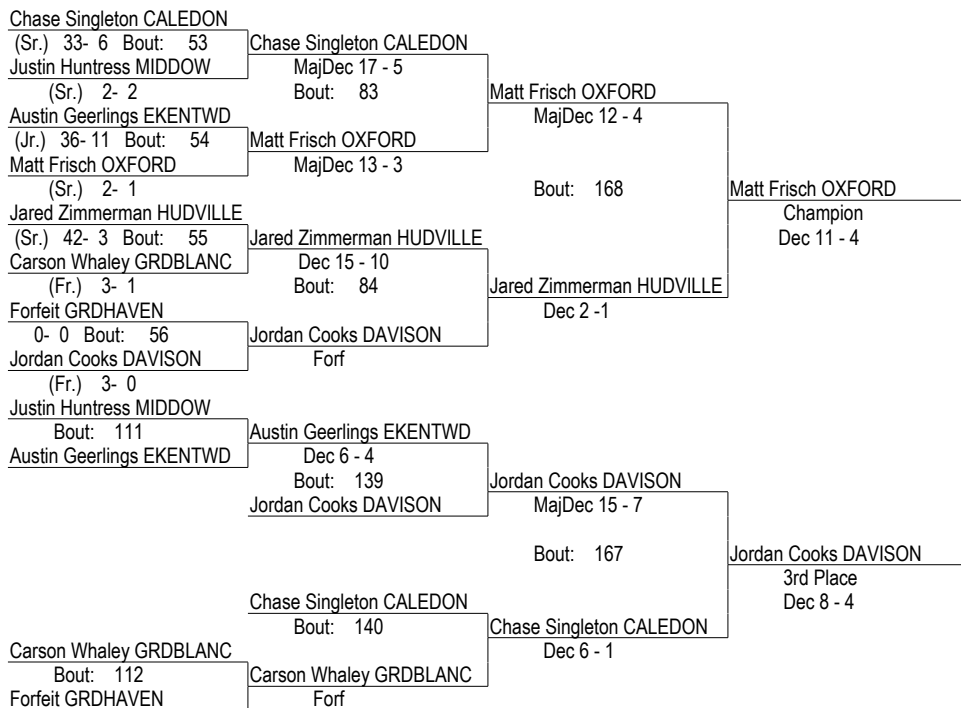 Chase Singleton CALEDON
(Sr.) 33- 6 Bout: 53
Justin Huntress MIDDOW
(Sr.) 2- 2
Austin Geerlings EKENTWD
(Jr.) 36- 11 Bout: 54
Matt Frisch OXFORD
(Sr.) 2- 1
Jared Zimmerman HUDVILLE
(Sr.) 42- 3 Bout: 55
Carson Whaley GRDBLANC
(Fr.) 3- 1
Forfeit GRDHAVEN
0- 0 Bout: 56
Jordan Cooks DAVISON
(Fr.) 3- 0
Justin Huntress MIDDOW
Bout: 111
Austin Geerlings EKENTWD
Carson Whaley GRDBLANC
Bout: 112
Forfeit GRDHAVEN
Chase Singleton CALEDON
MajDec 17 - 5
Bout: 83
Matt Frisch OXFORD
MajDec 13 - 3
Jared Zimmerman HUDVILLE
Dec 15 - 10
Bout: 84
Jordan Cooks DAVISON
Forf
Austin Geerlings EKENTWD
Dec 6 - 4
Bout: 139
Jordan Cooks DAVISON
Chase Singleton CALEDON
Bout: 140
Carson Whaley GRDBLANC
Forf
Matt Frisch OXFORD
MajDec 12 - 4
Bout: 168
Jared Zimmerman HUDVILLE
Dec 2 -1
Jordan Cooks DAVISON
MajDec 15 - 7
Bout: 167
Chase Singleton CALEDON
Dec 6 - 1
Matt Frisch OXFORD
Champion
Dec 11 - 4
Jordan Cooks DAVISON
3rd Place
Dec 8 - 4